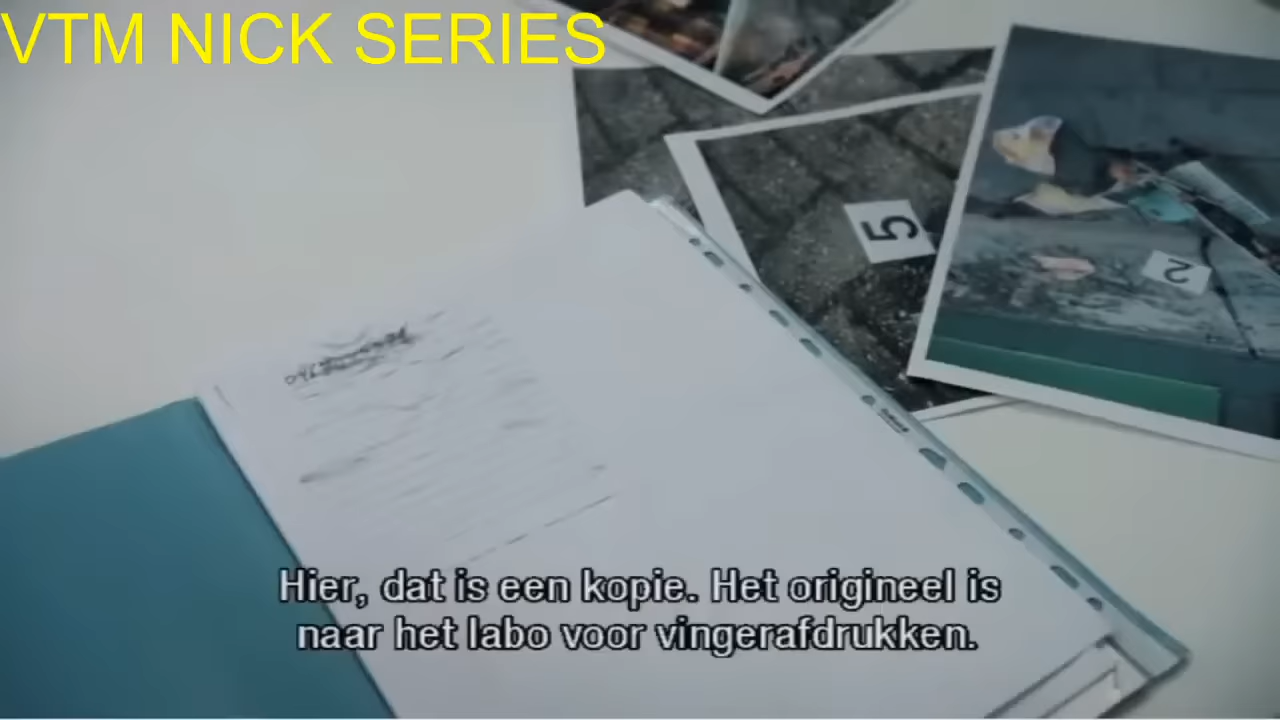 VTM NICK SERIES
5
2
Hier, dat is een kopie. Het origineel is
naar het labo voor vingerafdrukken.